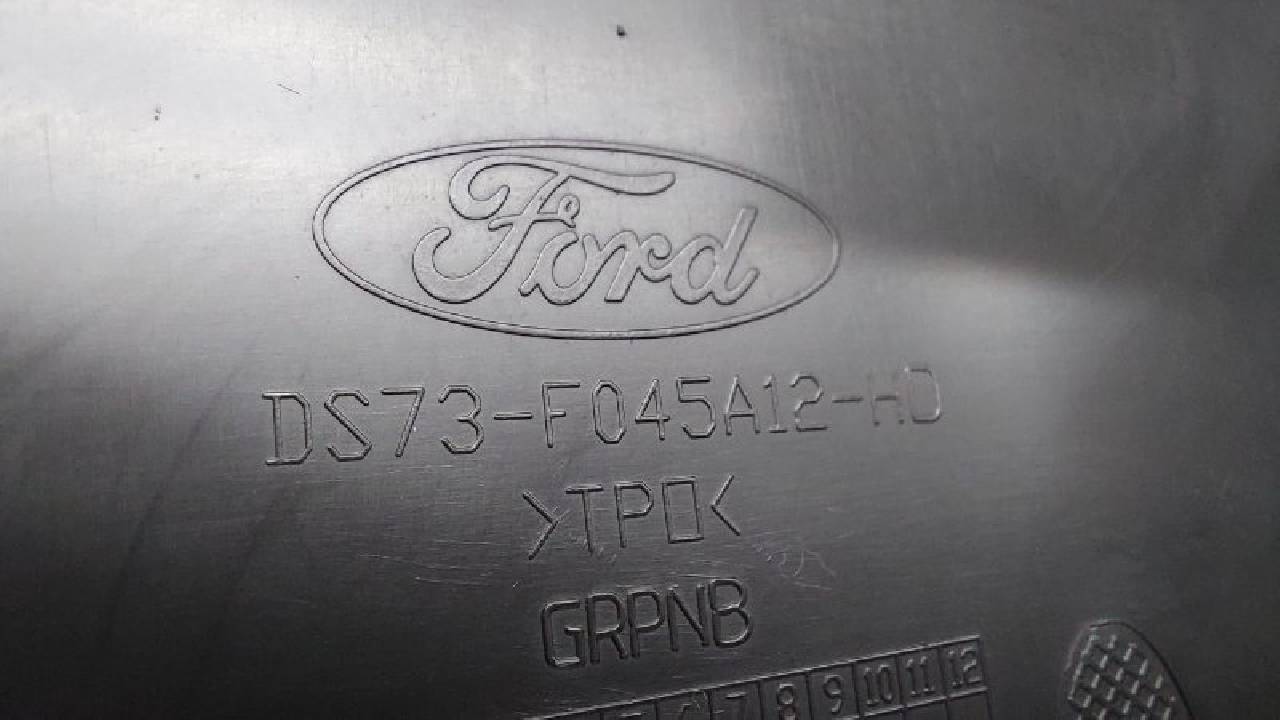 Ford
DS73-F045A12-HD
>TPO<
GRPNB
7 8 9 10 11 12